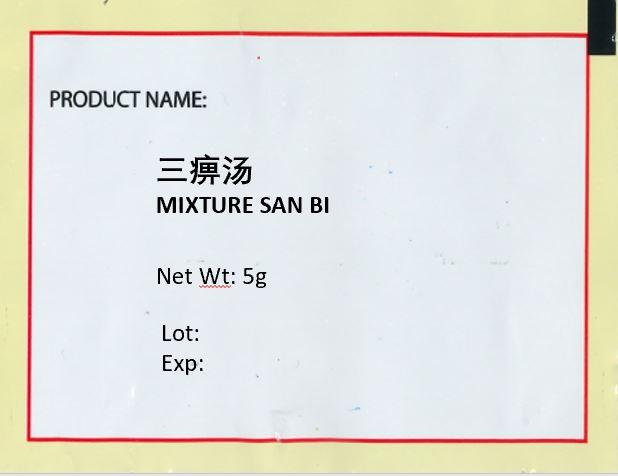 PRODUCT NAME:
三痹汤
MIXTURE SAN BI
Net Wt: 5g
Lot:
Exp: